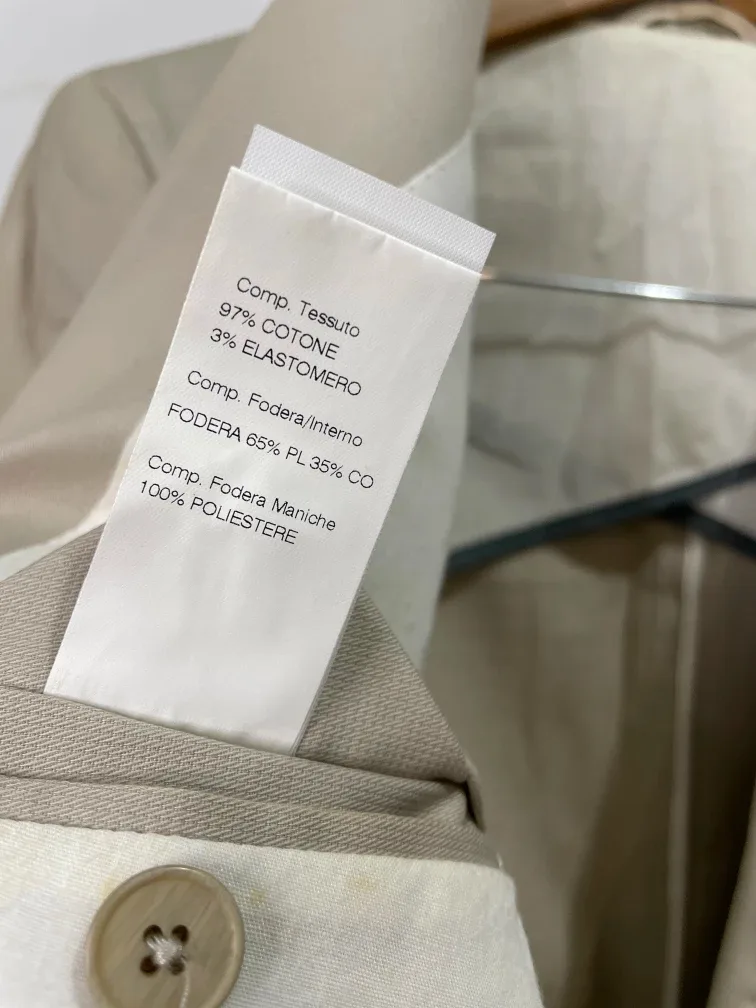 Comp. Tessuto
97% COTONE
3% ELASTOMERO
Comp. Fodera/Interno
FODERA 65% PL 35% CO
Comp. Fodera Maniche
100% POLIESTERE